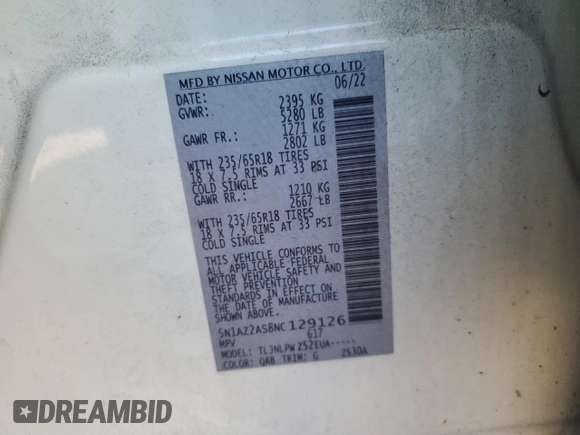 MFD BY NISSAN MOTOR CO., LTD.
DATE: 06/22
GVWR: 2395 KG
5280 LB
GAWR FR.: 1271 KG
2802 LB
WITH 235/65R18 TIRES
18 X 7.5 RIMS AT 33 PSI
COLD SINGLE
GAWR RR.: 1210 KG
2667 LB
WITH 235/65R18 TIRES
18 X 7.5 RIMS AT 33 PSI
COLD SINGLE
THIS VEHICLE CONFORMS TO
ALL APPLICABLE FEDERAL
MOTOR VEHICLE SAFETY AND
THEFT PREVENTION
STANDARDS IN EFFECT ON
THE DATE OF MANUFACTURE
SHOWN ABOVE.
5N1AZ2AS8NC129126
MPV 617
MODEL: TLJNLPW Z52EUA-----
COLOR: QAB TRIM: G Z530A
DREAMBID